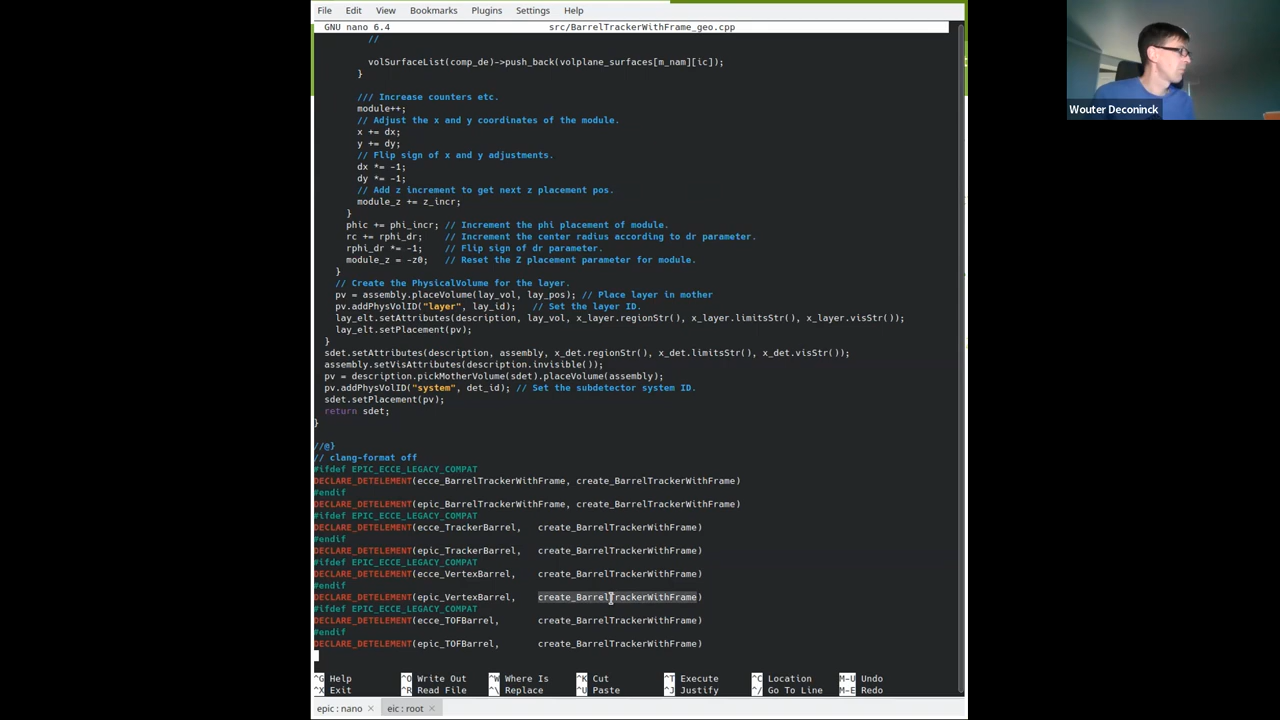 File Edit View Bookmarks Plugins Settings Help
GNU nano 6.4 src/BarrelTrackerWithFrame_geo.cpp
//
volSurfaceList(comp_de)->push_back(volplane_surfaces[m_nam][ic]);
}
/// Increase counters etc.
module++;
// Adjust the x and y coordinates of the module.
x += dx;
y += dy;
// Flip sign of x and y adjustments.
dx *= -1;
dy *= -1;
// Add z increment to get next z placement pos.
module_z += z_incr;
}
phic += phi_incr; // Increment the phi placement of module.
rc += rphi_dr; // Increment the center radius according to dr parameter.
rphi_dr *= -1; // Flip sign of dr parameter.
module_z = -z0; // Reset the Z placement parameter for module.
}
// Create the PhysicalVolume for the layer.
pv = assembly.placeVolume(lay_vol, lay_pos); // Place layer in mother
pv.addPhysVolID("layer", lay_id); // Set the layer ID.
lay_elt.setAttributes(description, lay_vol, x_layer.regionStr(), x_layer.limitsStr(), x_layer.visStr());
lay_elt.setPlacement(pv);
}
sdet.setAttributes(description, assembly, x_det.regionStr(), x_det.limitsStr(), x_det.visStr());
assembly.setVisAttributes(description.invisible());
pv = description.pickMotherVolume(sdet).placeVolume(assembly);
pv.addPhysVolID("system", det_id); // Set the subdetector system ID.
sdet.setPlacement(pv);
return sdet;
}
//@}
// clang-format off
#ifdef EPIC_ECCE_LEGACY_COMPAT
DECLARE_DETELEMENT(ecce_BarrelTrackerWithFrame, create_BarrelTrackerWithFrame)
#endif
DECLARE_DETELEMENT(epic_BarrelTrackerWithFrame, create_BarrelTrackerWithFrame)
#ifdef EPIC_ECCE_LEGACY_COMPAT
DECLARE_DETELEMENT(ecce_TrackerBarrel, create_BarrelTrackerWithFrame)
#endif
DECLARE_DETELEMENT(epic_TrackerBarrel, create_BarrelTrackerWithFrame)
#ifdef EPIC_ECCE_LEGACY_COMPAT
DECLARE_DETELEMENT(ecce_VertexBarrel, create_BarrelTrackerWithFrame)
#endif
DECLARE_DETELEMENT(epic_VertexBarrel, create_BarrelTrackerWithFrame)
#ifdef EPIC_ECCE_LEGACY_COMPAT
DECLARE_DETELEMENT(ecce_TOFBarrel, create_BarrelTrackerWithFrame)
#endif
DECLARE_DETELEMENT(epic_TOFBarrel, create_BarrelTrackerWithFrame)
^G Help ^O Write Out ^W Where Is ^K Cut ^T Execute ^C Location M-U Undo
^X Exit ^R Read File ^\ Replace ^U Paste ^J Justify ^/ Go To Line M-E Redo
epic : nano eic : root
Wouter Deconinck